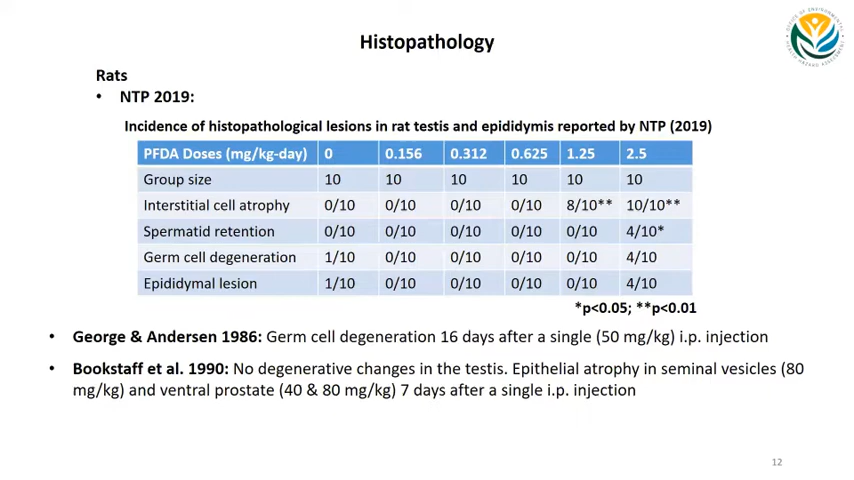 OFFICE OF ENVIRONMENTAL
HEALTH HAZARD ASSESSMENT
Histopathology
Rats
• NTP 2019:
Incidence of histopathological lesions in rat testis and epididymis reported by NTP (2019)
PFDA Doses (mg/kg-day) 0 0.156 0.312 0.625 1.25 2.5
Group size 10 10 10 10 10 10
Interstitial cell atrophy 0/10 0/10 0/10 0/10 8/10** 10/10**
Spermatid retention 0/10 0/10 0/10 0/10 0/10 4/10*
Germ cell degeneration 1/10 0/10 0/10 0/10 0/10 4/10
Epididymal lesion 1/10 0/10 0/10 0/10 0/10 4/10
*p<0.05; **p<0.01
• George & Andersen 1986: Germ cell degeneration 16 days after a single (50 mg/kg) i.p. injection
• Bookstaff et al. 1990: No degenerative changes in the testis. Epithelial atrophy in seminal vesicles (80
mg/kg) and ventral prostate (40 & 80 mg/kg) 7 days after a single i.p. injection
12